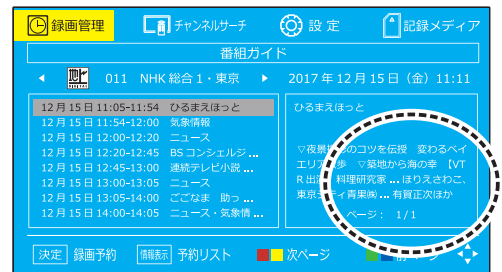 録画管理
チャンネルサーチ
設 定
記録メディア
番組ガイド
011 NHK 総合 1・東京
2017 年 12 月 15 日（金）11:11
12 月 15 日 11:05-11:54 ひるまえほっと
12 月 15 日 11:54-12:00 気象情報
12 月 15 日 12:00-12:20 ニュース
12 月 15 日 12:20-12:45 BS コンシェルジ ...
12 月 15 日 12:45-13:00 連続テレビ小説 ...
12 月 15 日 13:00-13:05 ニュース
12 月 15 日 13:05-14:00 ごごなま 助っ ...
12 月 15 日 14:00-14:05 ニュース・気象情 ...
ひるまえほっと
▽夜景 のコツを伝授 変わるベイ
エリア 歩 ▽築地から海の幸 【VT
R 出 料理研究家 ... ほりえさわこ、
東京 ティ青果㈱ ... 有賀正次ほか
ページ： 1/1
決定 録画予約
情報表示 予約リスト
次ページ